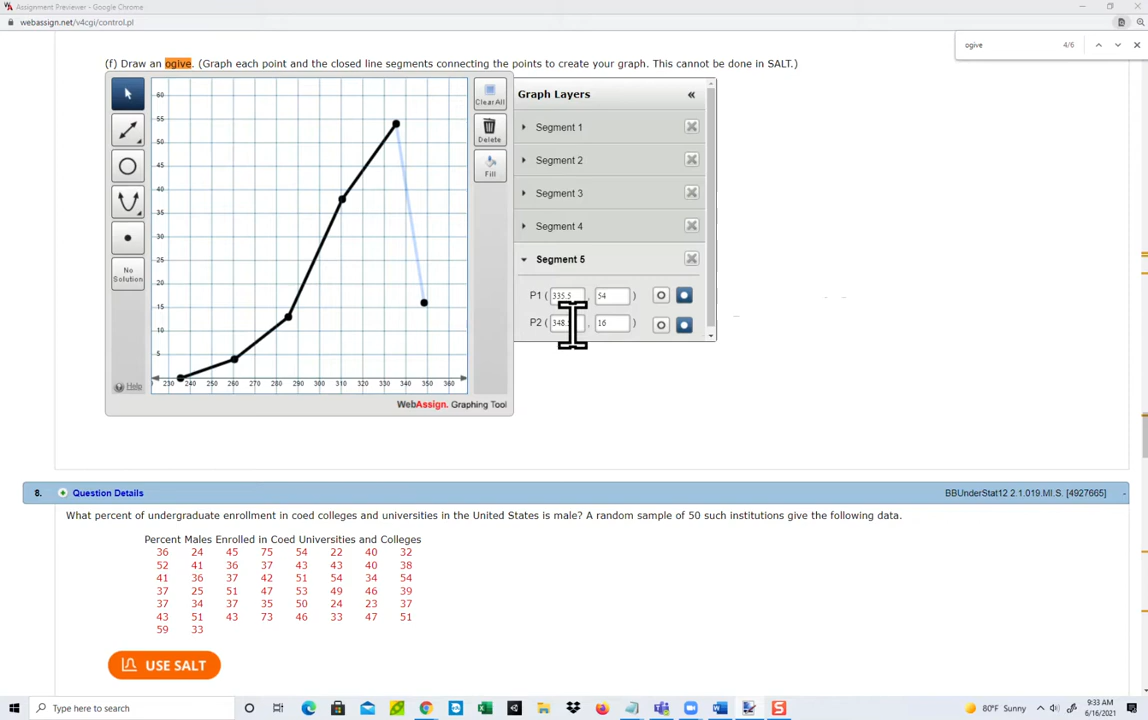 Assignment Previewer - Google Chrome
webassign.net/v4cgi/control.pl
ogive 4/6
(f) Draw an ogive. (Graph each point and the closed line segments connecting the points to create your graph. This cannot be done in SALT.)
Clear All
Delete
Fill
No Solution
Help
60
55
50
45
40
35
30
25
20
15
10
5
230 240 250 260 270 280 290 300 310 320 330 340 350 360
WebAssign. Graphing Tool
Graph Layers «
Segment 1
Segment 2
Segment 3
Segment 4
Segment 5
P1 ( 335.5 , 54 )
P2 ( 348. , 16 )
8. Question Details BBUnderStat12 2.1.019.MI.S. [4927665] -
What percent of undergraduate enrollment in coed colleges and universities in the United States is male? A random sample of 50 such institutions give the following data.
Percent Males Enrolled in Coed Universities and Colleges
36 24 45 75 54 22 40 32
52 41 36 37 43 43 40 38
41 36 37 42 51 54 34 54
37 25 51 47 53 49 46 39
37 34 37 35 50 24 23 37
43 51 43 73 46 33 47 51
59 33
USE SALT
Type here to search
80°F Sunny
9:33 AM
6/16/2021